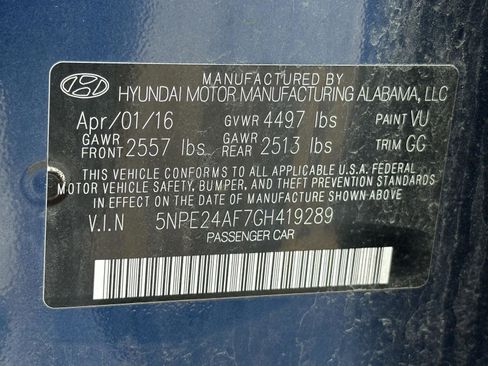 MANUFACTURED BY
HYUNDAI MOTOR MANUFACTURING ALABAMA, LLC
Apr/01/16 GVWR 4497 lbs PAINT VU
GAWR FRONT 2557 lbs GAWR REAR 2513 lbs TRIM GG
THIS VEHICLE CONFORMS TO ALL APPLICABLE U.S.A. FEDERAL
MOTOR VEHICLE SAFETY, BUMPER, AND THEFT PREVENTION STANDARDS
IN EFFECT ON THE DATE OF MANUFACTURE SHOWN ABOVE
V.I.N 5NPE24AF7GH419289
PASSENGER CAR